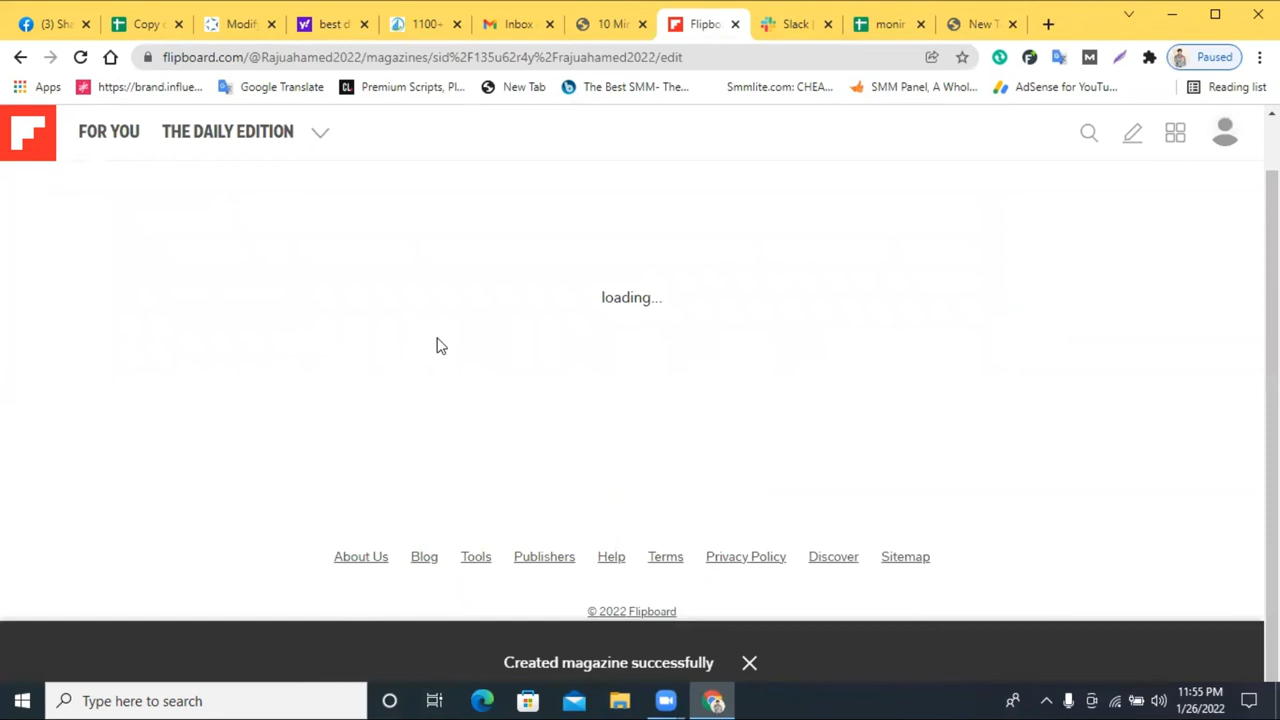 (3) Sha
Copy c
Modify
best d
1100+
Inbox
10 Min
Flipbo
Slack |
monir
New T
flipboard.com/@Rajuahamed2022/magazines/sid%2F135u62r4y%2Frajuahamed2022/edit
Paused
Apps
https://brand.influe...
Google Translate
Premium Scripts, Pl...
New Tab
The Best SMM- The...
Smmlite.com: CHEA...
SMM Panel, A Whol...
AdSense for YouTu...
Reading list
FOR YOU
THE DAILY EDITION
loading...
About Us Blog Tools Publishers Help Terms Privacy Policy Discover Sitemap
© 2022 Flipboard
Created magazine successfully
Type here to search
11:55 PM
1/26/2022